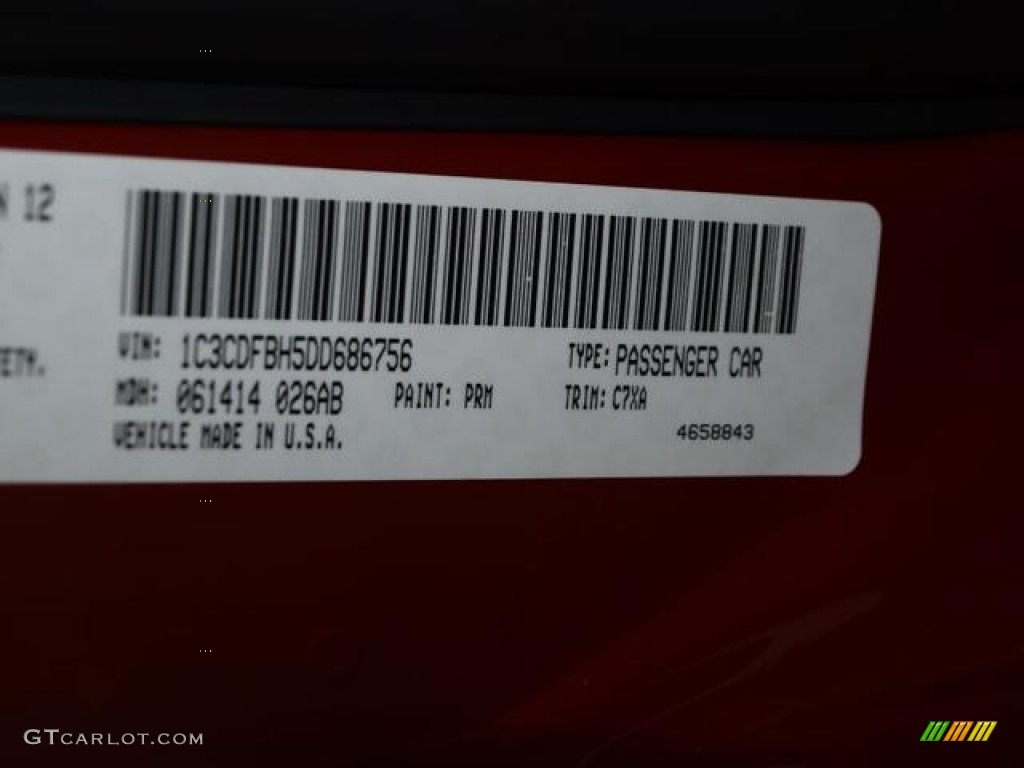 N 12
ETY.
VIN: 1C3CDFBH5DD686756 TYPE: PASSENGER CAR
MDH: 061414 026AB PAINT: PRM TRIM: C7XA
VEHICLE MADE IN U.S.A.
4658843
GTCARLOT.COM